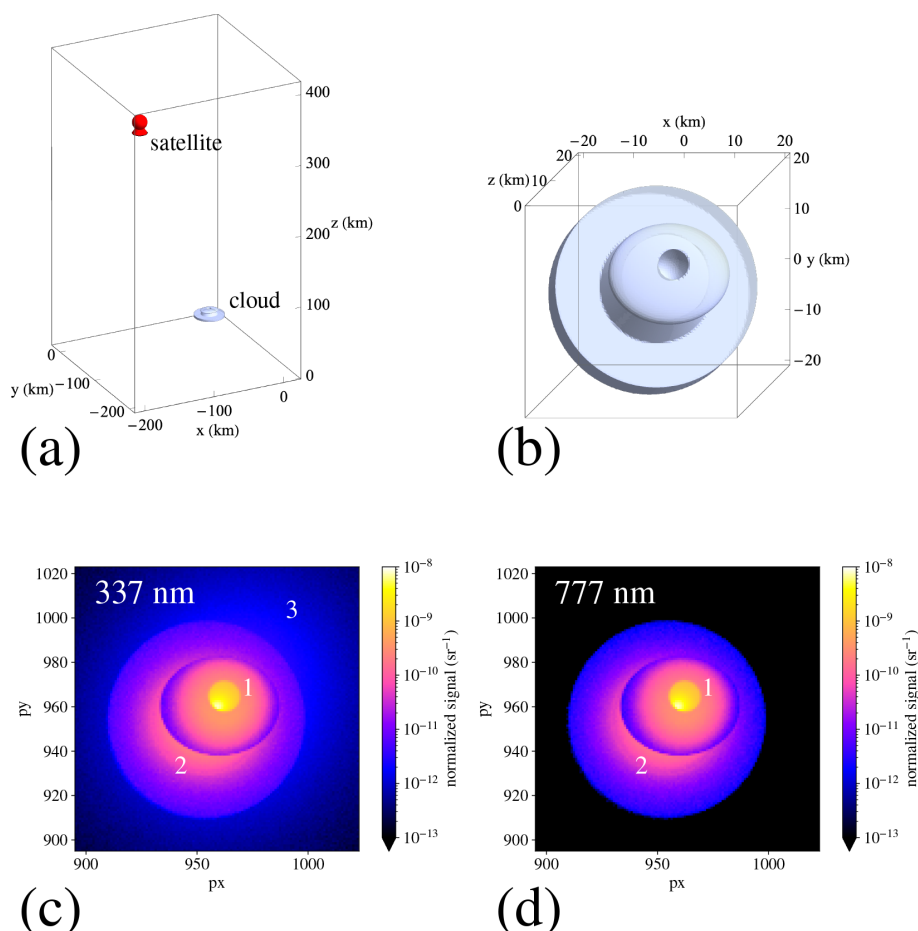 400
satellite
300
z (km)
200
cloud
100
0
0
y (km)
−100
−200
−200
−100
0
x (km)
(a)
x (km)
−20 −10 0 10 20
20
20
z (km)
10
10
0
0 y (km)
−10
−20
(b)
337 nm
3
1
2
1020
1000
980
960
940
920
900
py
900 950 1000
px
10⁻⁸
10⁻⁹
10⁻¹⁰
10⁻¹¹
10⁻¹²
10⁻¹³
normalized signal (sr⁻¹)
(c)
777 nm
1
2
1020
1000
980
960
940
920
900
py
900 950 1000
px
10⁻⁸
10⁻⁹
10⁻¹⁰
10⁻¹¹
10⁻¹²
10⁻¹³
normalized signal (sr⁻¹)
(d)